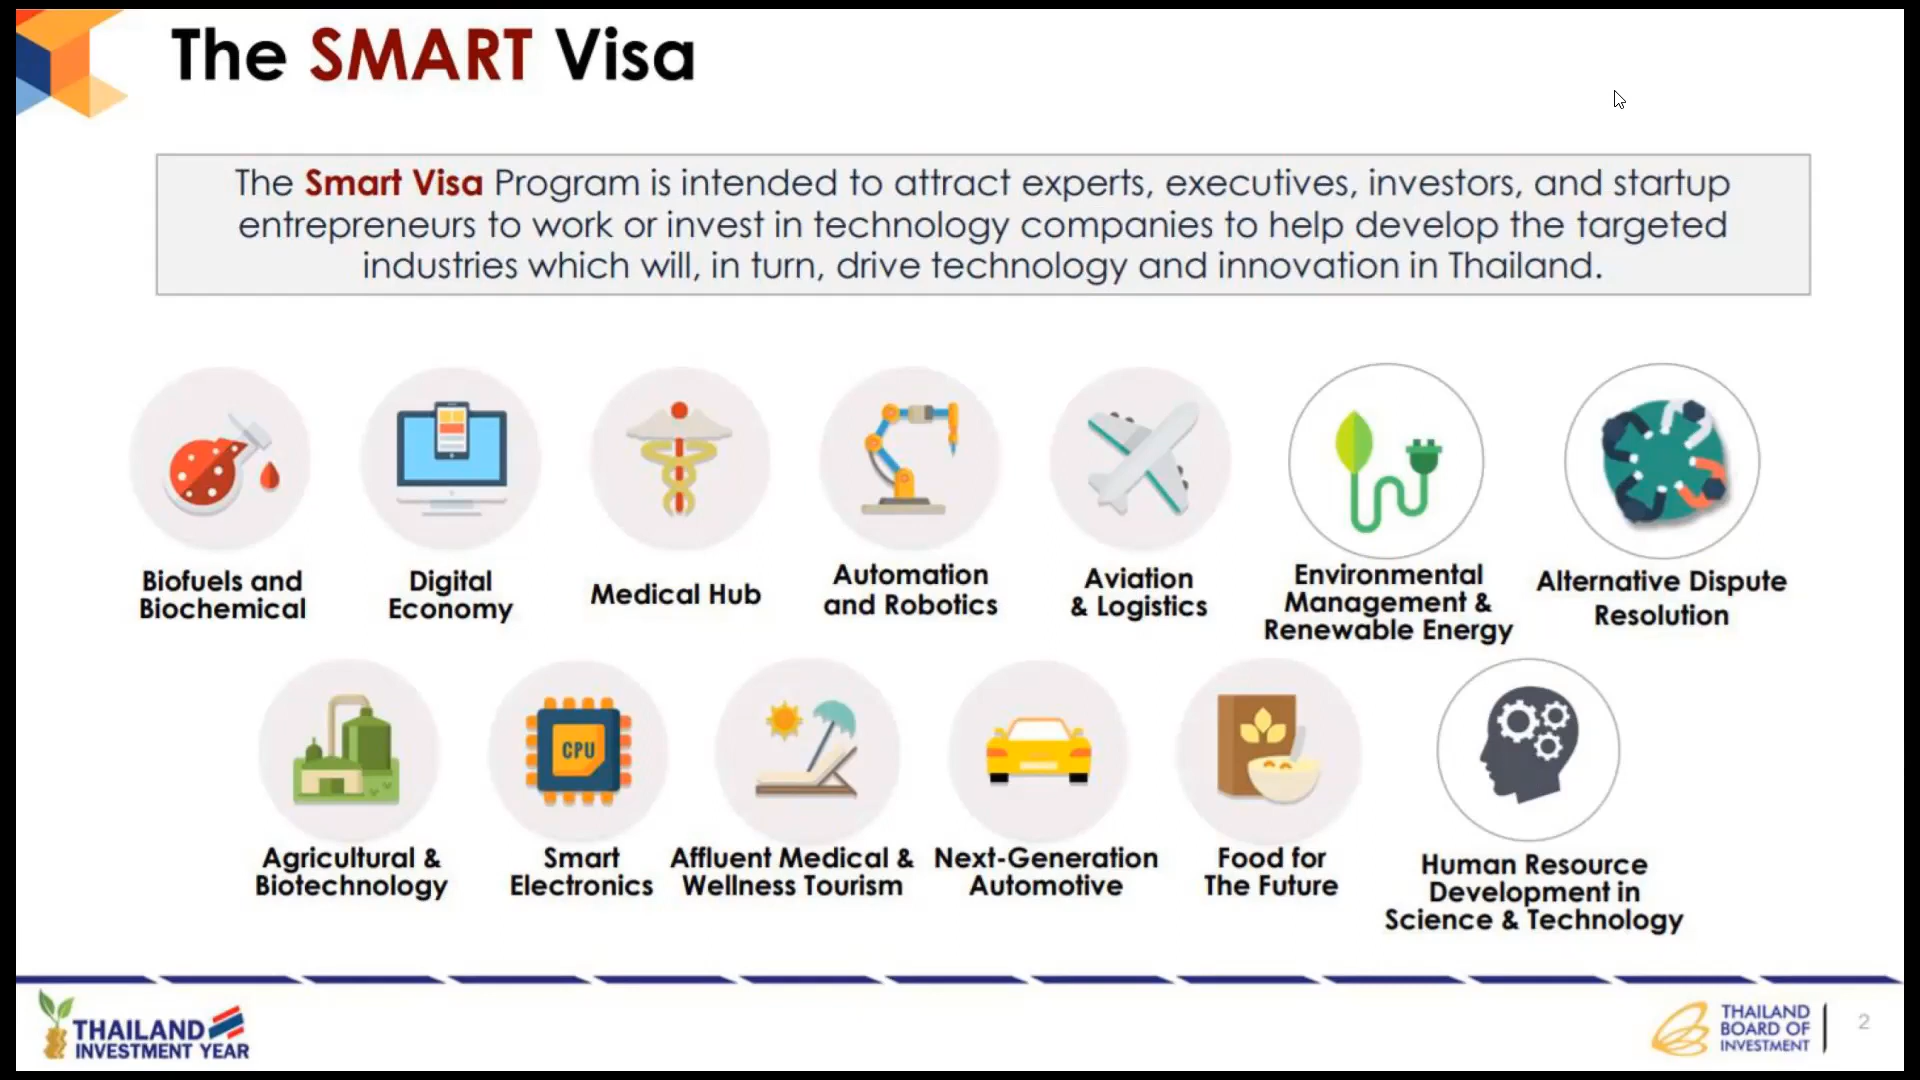 The SMART Visa
The Smart Visa Program is intended to attract experts, executives, investors, and startup
entrepreneurs to work or invest in technology companies to help develop the targeted
industries which will, in turn, drive technology and innovation in Thailand.
Biofuels and
Biochemical
Digital
Economy
Medical Hub
Automation
and Robotics
Aviation
& Logistics
Environmental
Management &
Renewable Energy
Alternative Dispute
Resolution
CPU
Agricultural &
Biotechnology
Smart
Electronics
Affluent Medical &
Wellness Tourism
Next-Generation
Automotive
Food for
The Future
Human Resource
Development in
Science & Technology
THAILAND
INVESTMENT YEAR
THAILAND
BOARD OF
INVESTMENT
2